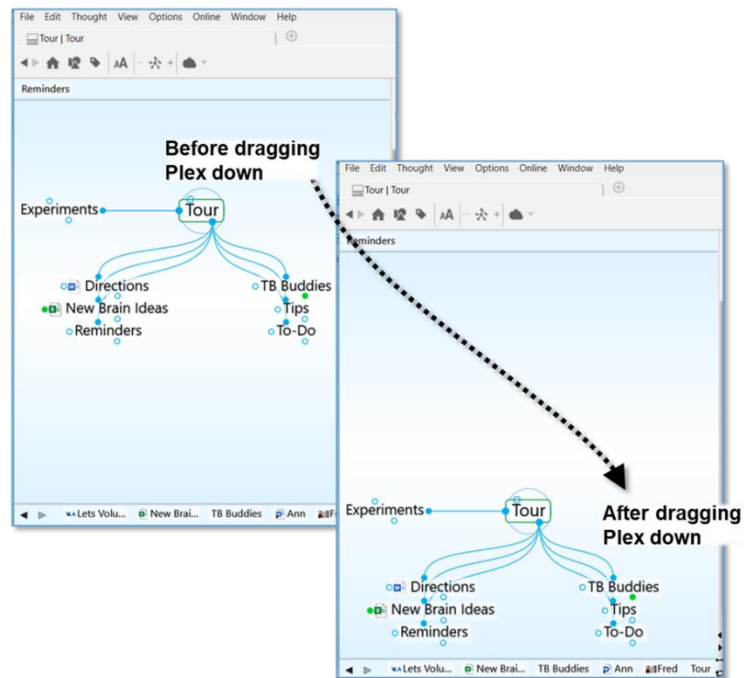 File Edit Thought View Options Online Window Help
Tour | Tour
AA - +
Reminders
Before dragging
Plex down
Experiments
Tour
Directions
TB Buddies
New Brain Ideas
Tips
Reminders
To-Do
Lets Volu... New Brai... TB Buddies Ann
File Edit Thought View Options Online Window Help
Tour | Tour
AA - +
Reminders
Experiments
Tour
After dragging
Plex down
Directions
TB Buddies
New Brain Ideas
Tips
Reminders
To-Do
Lets Volu... New Brai... TB Buddies Ann Fred Tour